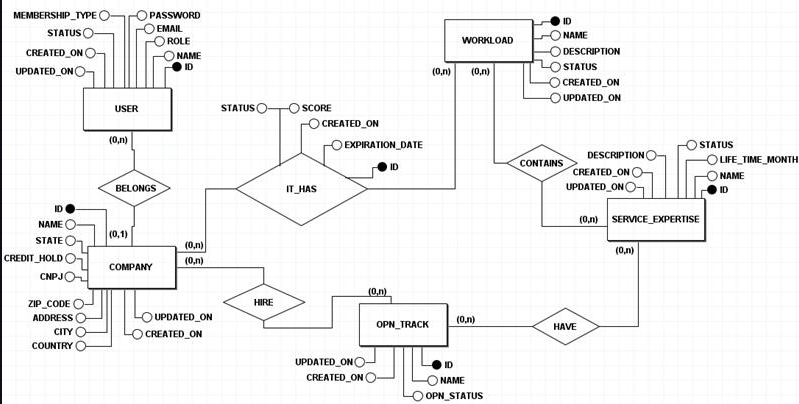 MEMBERSHIP_TYPE
PASSWORD
EMAIL
STATUS
ROLE
CREATED_ON
NAME
UPDATED_ON
ID
USER
(0,n)
BELONGS
(0,1)
ID
NAME
STATE
CREDIT_HOLD
CNPJ
COMPANY
(0,n)
(0,n)
ZIP_CODE
ADDRESS
CITY
COUNTRY
UPDATED_ON
CREATED_ON
STATUS
SCORE
CREATED_ON
EXPIRATION_DATE
ID
IT_HAS
HIRE
(0,n)
OPN_TRACK
(0,n)
UPDATED_ON
CREATED_ON
ID
NAME
OPN_STATUS
WORKLOAD
ID
NAME
DESCRIPTION
STATUS
CREATED_ON
UPDATED_ON
(0,n)
(0,n)
CONTAINS
(0,n)
DESCRIPTION
CREATED_ON
UPDATED_ON
STATUS
LIFE_TIME_MONTH
NAME
ID
SERVICE_EXPERTISE
(0,n)
HAVE